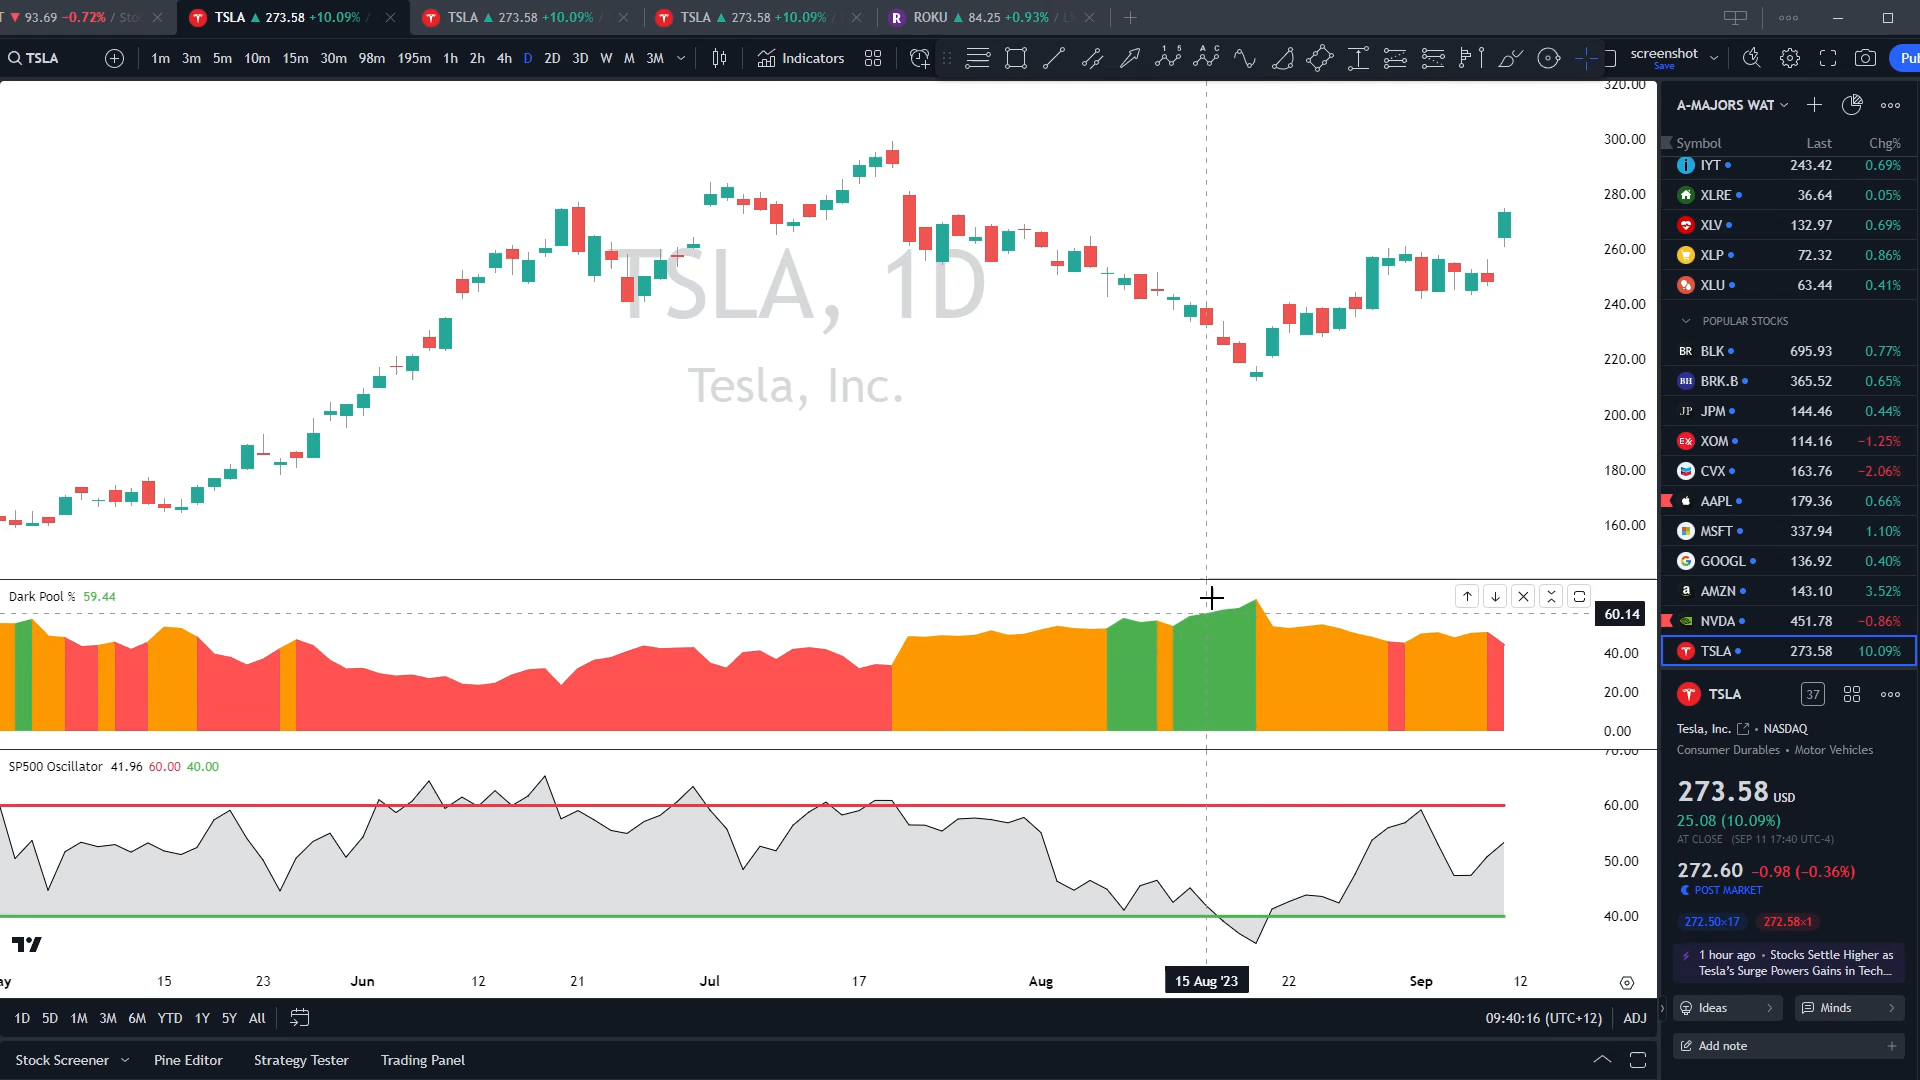 T ▼ 93.69 −0.72% / Sto
TSLA ▲ 273.58 +10.09% /
TSLA ▲ 273.58 +10.09% /
TSLA ▲ 273.58 +10.09% /
ROKU ▲ 84.25 +0.93% /
TSLA
1m 3m 5m 10m 15m 30m 98m 195m 1h 2h 4h D 2D 3D W M 3M
Indicators
screenshot
Save
Pu
TSLA, 1D
Tesla, Inc.
320.00
300.00
280.00
260.00
240.00
220.00
200.00
180.00
160.00
Dark Pool % 59.44
60.14
40.00
20.00
0.00
SP500 Oscillator 41.96 60.00 40.00
70.00
60.00
50.00
40.00
ay 15 23 Jun 12 21 Jul 17 Aug 15 Aug '23 22 Sep 12
1D 5D 1M 3M 6M YTD 1Y 5Y All
09:40:16 (UTC+12) ADJ
Stock Screener Pine Editor Strategy Tester Trading Panel
A-MAJORS WAT
Symbol Last Chg%
IYT 243.42 0.69%
XLRE 36.64 0.05%
XLV 132.97 0.69%
XLP 72.32 0.86%
XLU 63.44 0.41%
POPULAR STOCKS
BR BLK 695.93 0.77%
BH BRK.B 365.52 0.65%
JP JPM 144.46 0.44%
EX XOM 114.16 −1.25%
CVX 163.76 −2.06%
AAPL 179.36 0.66%
MSFT 337.94 1.10%
GOOGL 136.92 0.40%
AMZN 143.10 3.52%
NVDA 451.78 −0.86%
TSLA 273.58 10.09%
TSLA 37
Tesla, Inc. • NASDAQ
Consumer Durables • Motor Vehicles
273.58 USD
25.08 (10.09%)
AT CLOSE (SEP 11 17:40 UTC-4)
272.60 −0.98 (−0.36%)
POST MARKET
272.50×17 272.58×1
1 hour ago • Stocks Settle Higher as
Tesla's Surge Powers Gains in Tech...
Ideas Minds
Add note